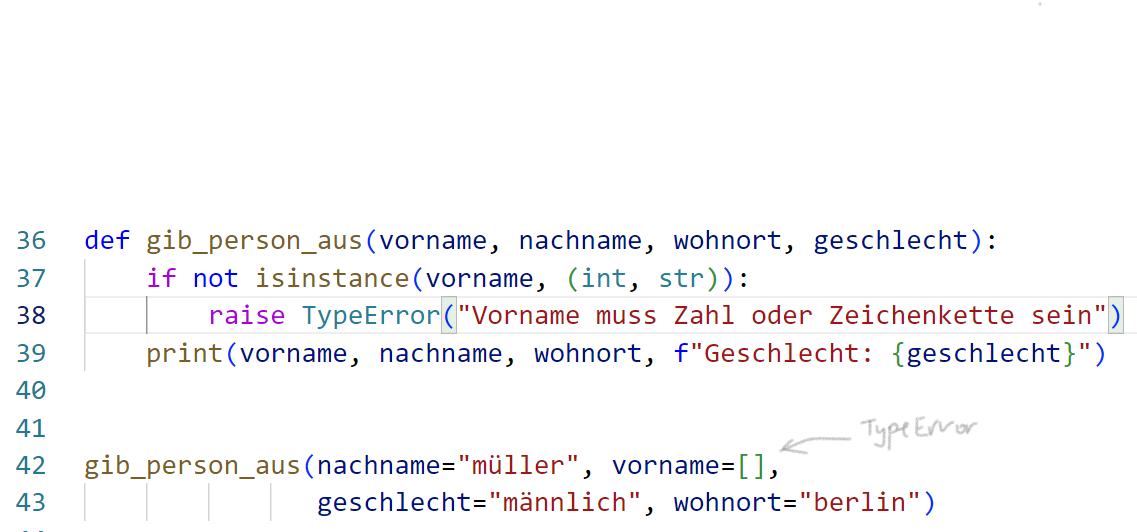 36 def gib_person_aus(vorname, nachname, wohnort, geschlecht):
37 if not isinstance(vorname, (int, str)):
38 raise TypeError("Vorname muss Zahl oder Zeichenkette sein")
39 print(vorname, nachname, wohnort, f"Geschlecht: {geschlecht}")
40
41
TypeError
42 gib_person_aus(nachname="müller", vorname=[],
43 geschlecht="männlich", wohnort="berlin")